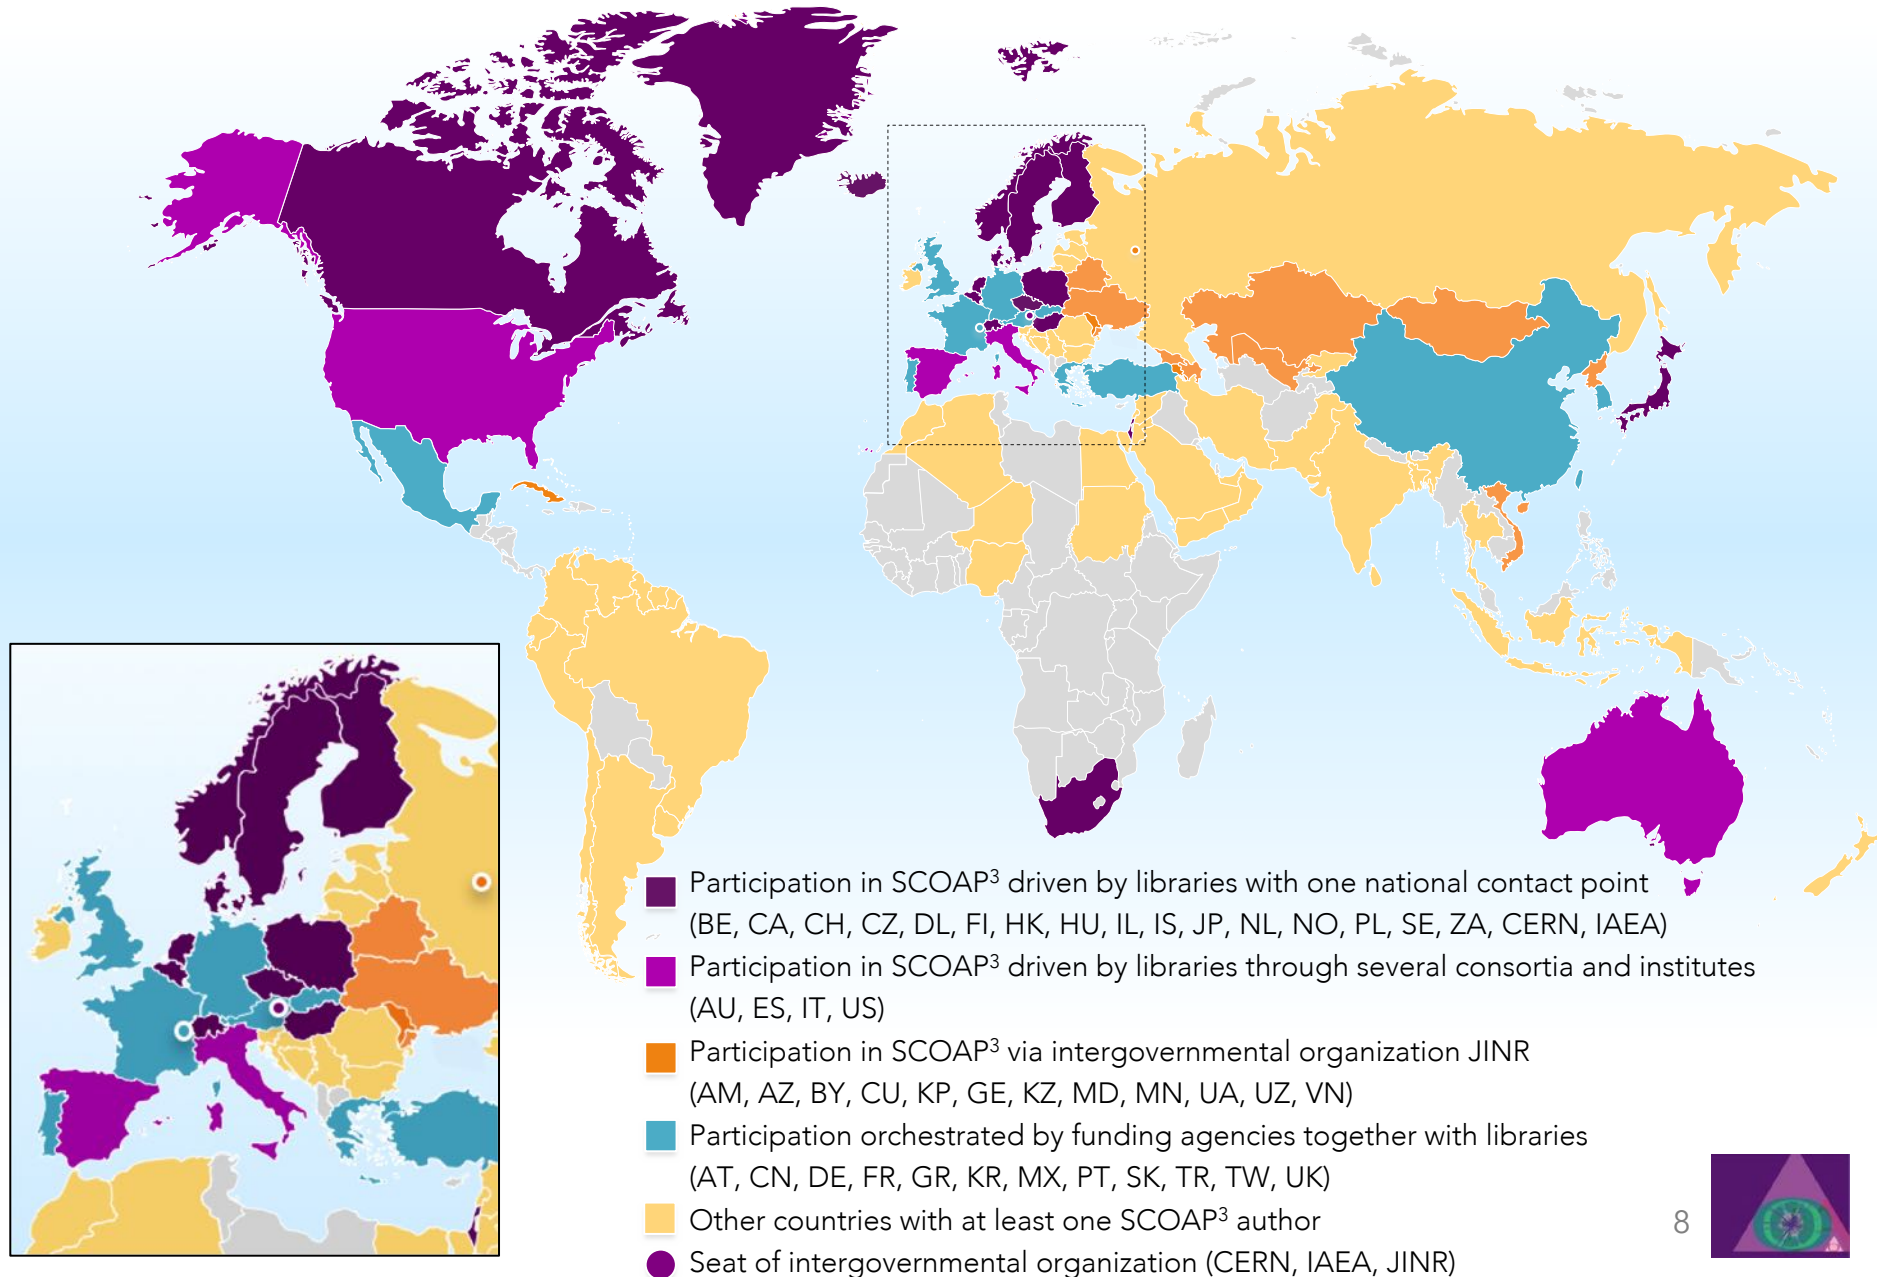 Participation in SCOAP³ driven by libraries with one national contact point
(BE, CA, CH, CZ, DL, FI, HK, HU, IL, IS, JP, NL, NO, PL, SE, ZA, CERN, IAEA)
Participation in SCOAP³ driven by libraries through several consortia and institutes
(AU, ES, IT, US)
Participation in SCOAP³ via intergovernmental organization JINR
(AM, AZ, BY, CU, KP, GE, KZ, MD, MN, UA, UZ, VN)
Participation orchestrated by funding agencies together with libraries
(AT, CN, DE, FR, GR, KR, MX, PT, SK, TR, TW, UK)
Other countries with at least one SCOAP³ author
Seat of intergovernmental organization (CERN, IAEA, JINR)
8